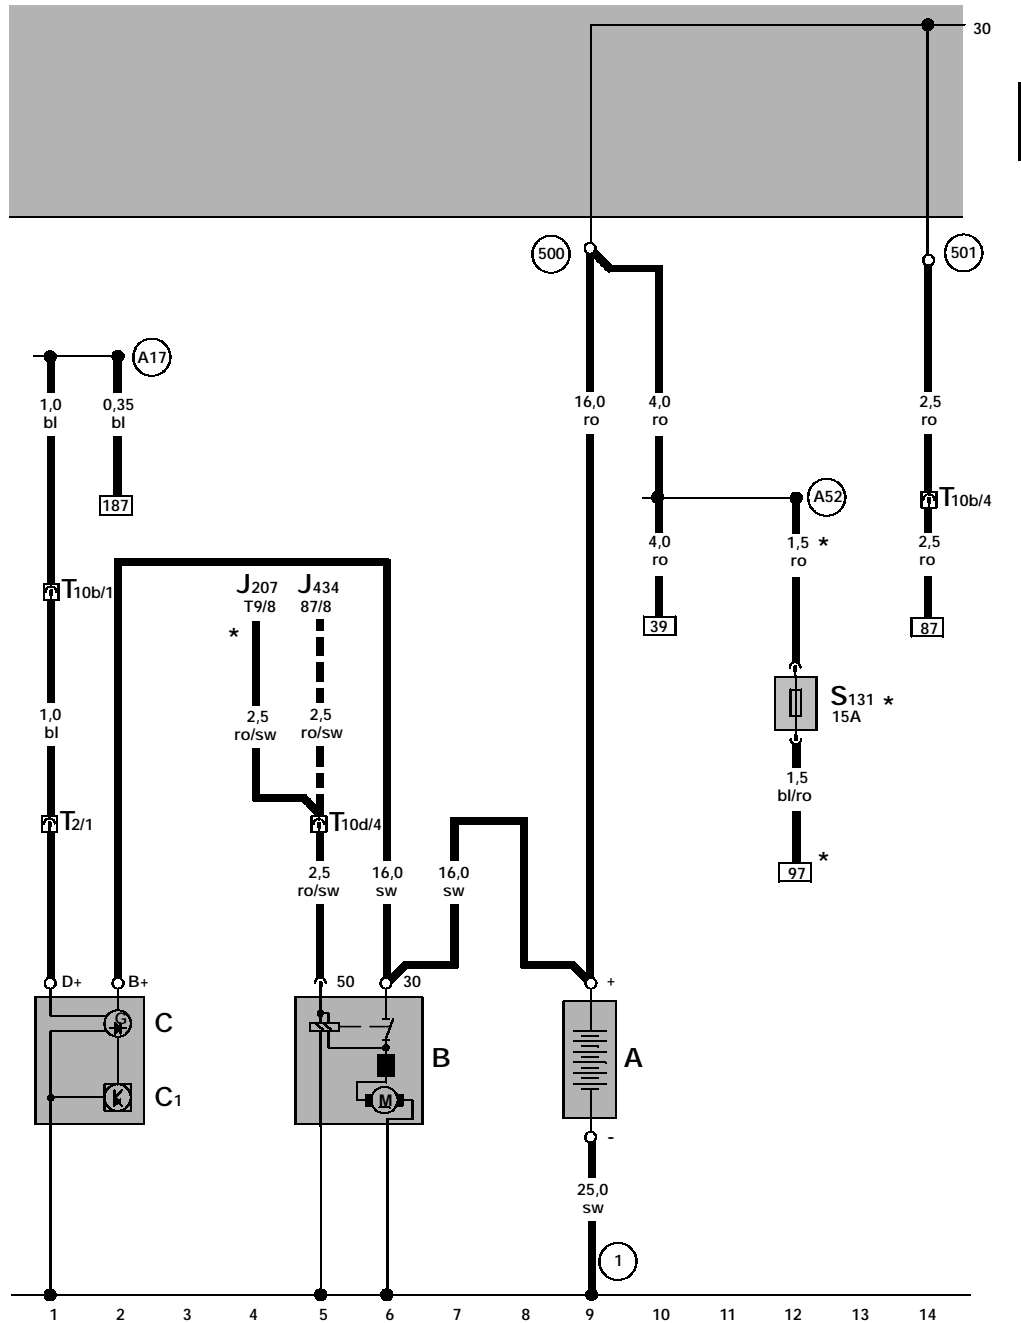 30
500
501
A17
1,0
bl
0,35
bl
16,0
ro
4,0
ro
2,5
ro
187
A52
T10b/4
4,0
ro
1,5 *
ro
2,5
ro
T10b/1
J207
T9/8
J434
87/8
*
39
87
S131 *
15A
1,0
bl
2,5
ro/sw
2,5
ro/sw
1,5
bl/ro
T2/1
T10d/4
*
97
2,5
ro/sw
16,0
sw
16,0
sw
D+
B+
50
30
+
G
C
B
A
C1
M
-
25,0
sw
1
1 2 3 4 5 6 7 8 9 10 11 12 13 14